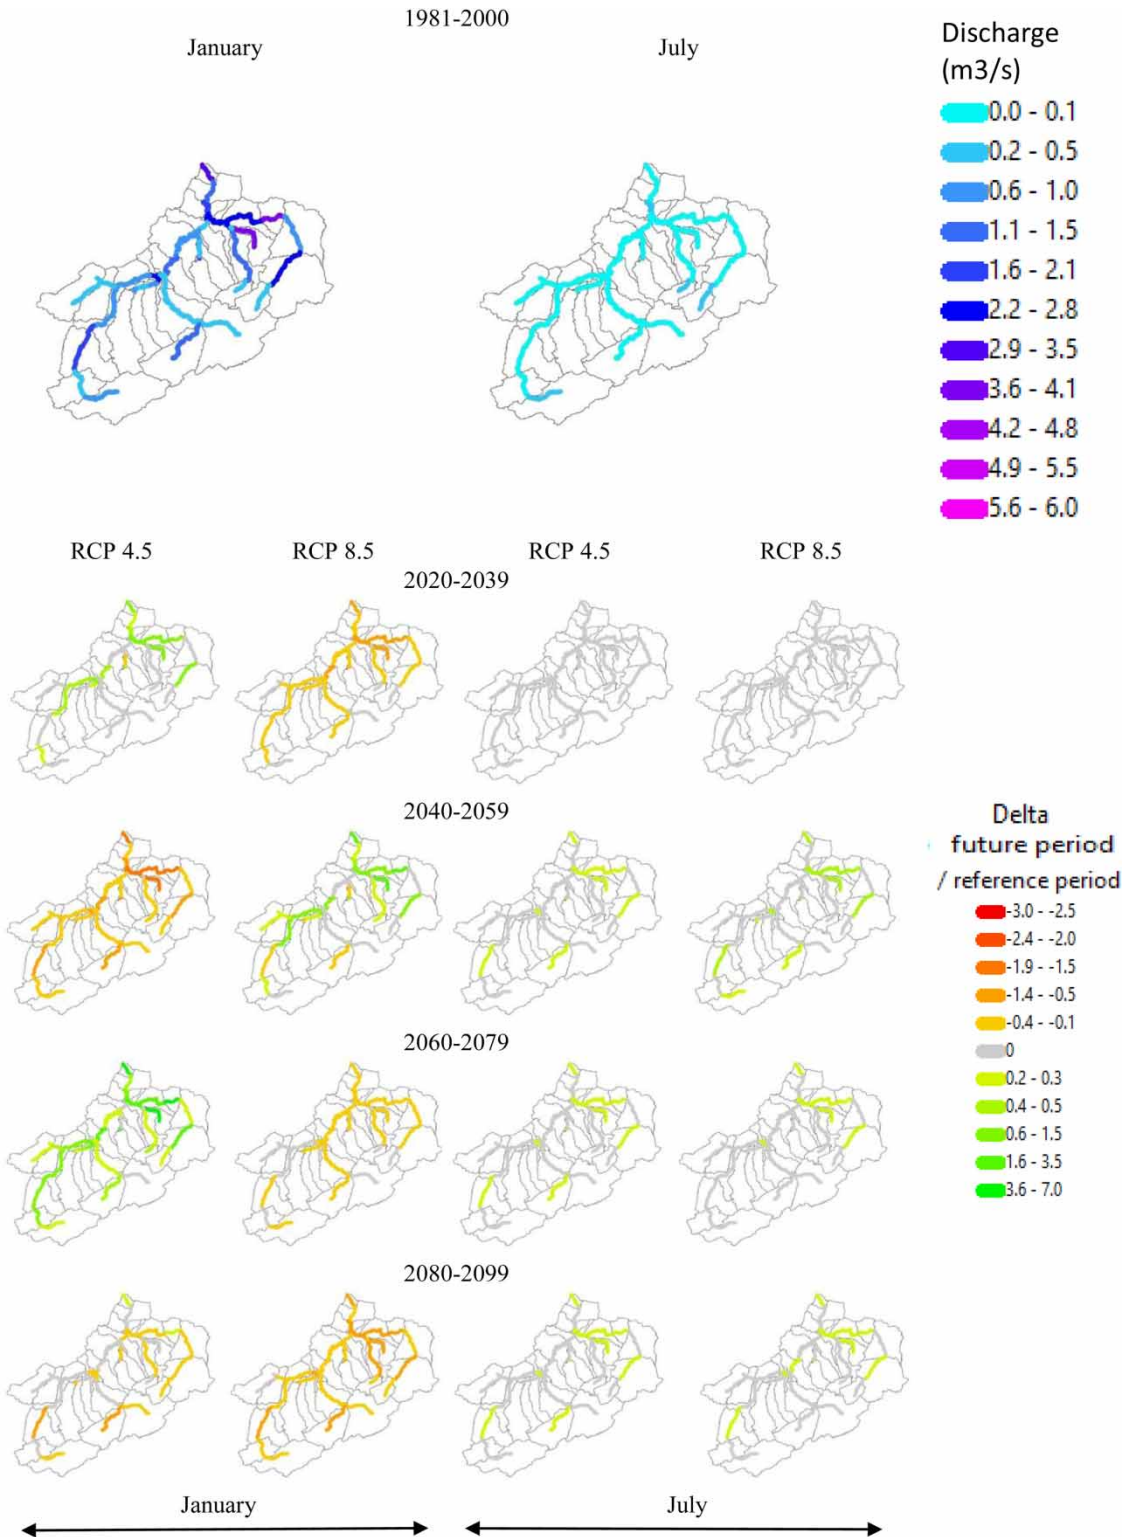 1981-2000
January
July
Discharge
(m3/s)
0.0 - 0.1
0.2 - 0.5
0.6 - 1.0
1.1 - 1.5
1.6 - 2.1
2.2 - 2.8
2.9 - 3.5
3.6 - 4.1
4.2 - 4.8
4.9 - 5.5
5.6 - 6.0
RCP 4.5
RCP 8.5
RCP 4.5
RCP 8.5
2020-2039
2040-2059
2060-2079
2080-2099
Delta
future period
/ reference period
-3.0 - -2.5
-2.4 - -2.0
-1.9 - -1.5
-1.4 - -0.5
-0.4 - -0.1
0
0.2 - 0.3
0.4 - 0.5
0.6 - 1.5
1.6 - 3.5
3.6 - 7.0
January
July